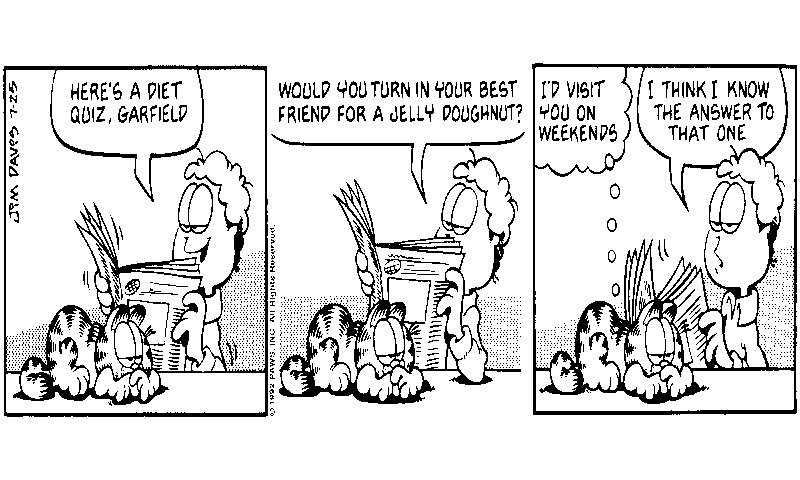 JIM DAVIS 7-25
HERE'S A DIET
QUIZ, GARFIELD
© 1992 PAWS, INC. All Rights Reserved.
WOULD YOU TURN IN YOUR BEST
FRIEND FOR A JELLY DOUGHNUT?
I'D VISIT
YOU ON
WEEKENDS
I THINK I KNOW
THE ANSWER TO
THAT ONE